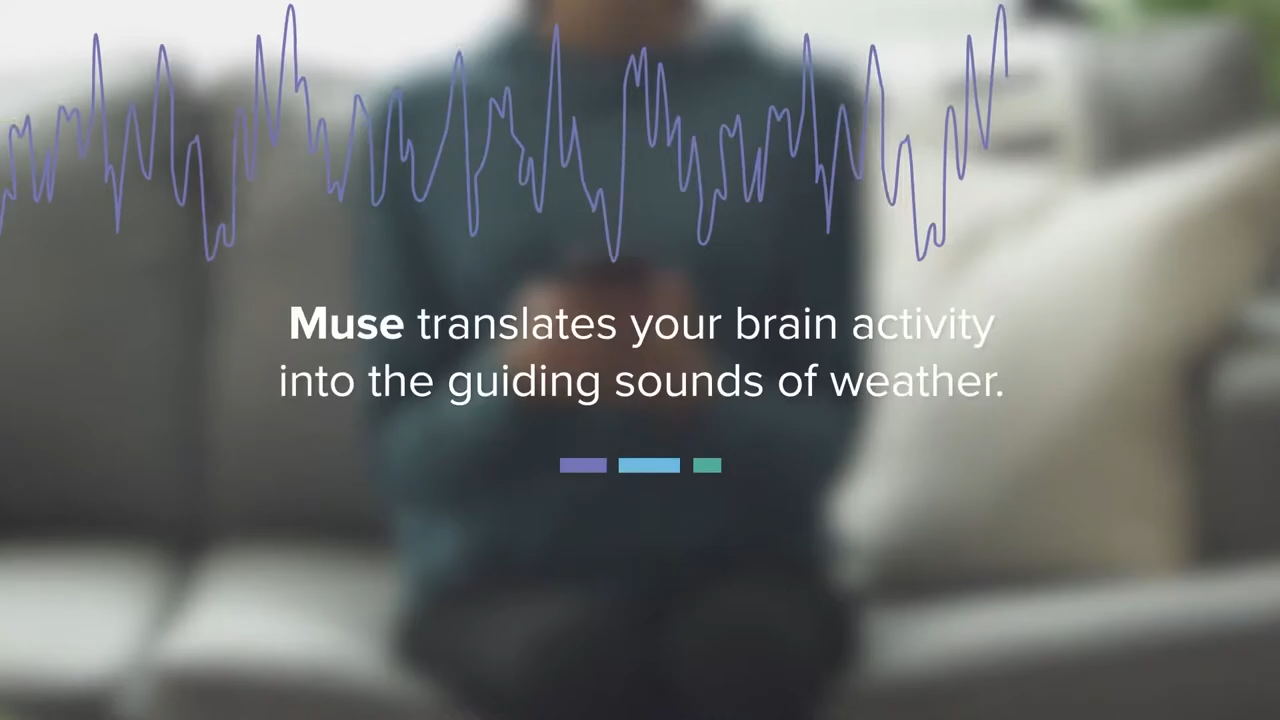 Muse translates your brain activity
into the guiding sounds of weather.